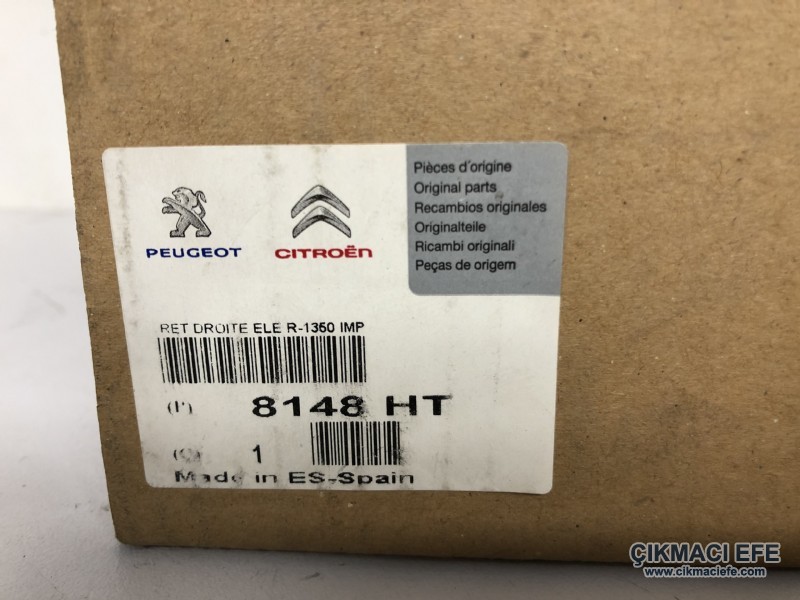 PEUGEOT
CITROËN
Pièces d'origine
Original parts
Recambios originales
Originalteile
Ricambi originali
Peças de origem
RET DROITE ELE R-1350 IMP
(P) 8148 HT
(Q) 1
Made in ES-Spain
ÇIKMACI EFE
www.cikmaciefe.com